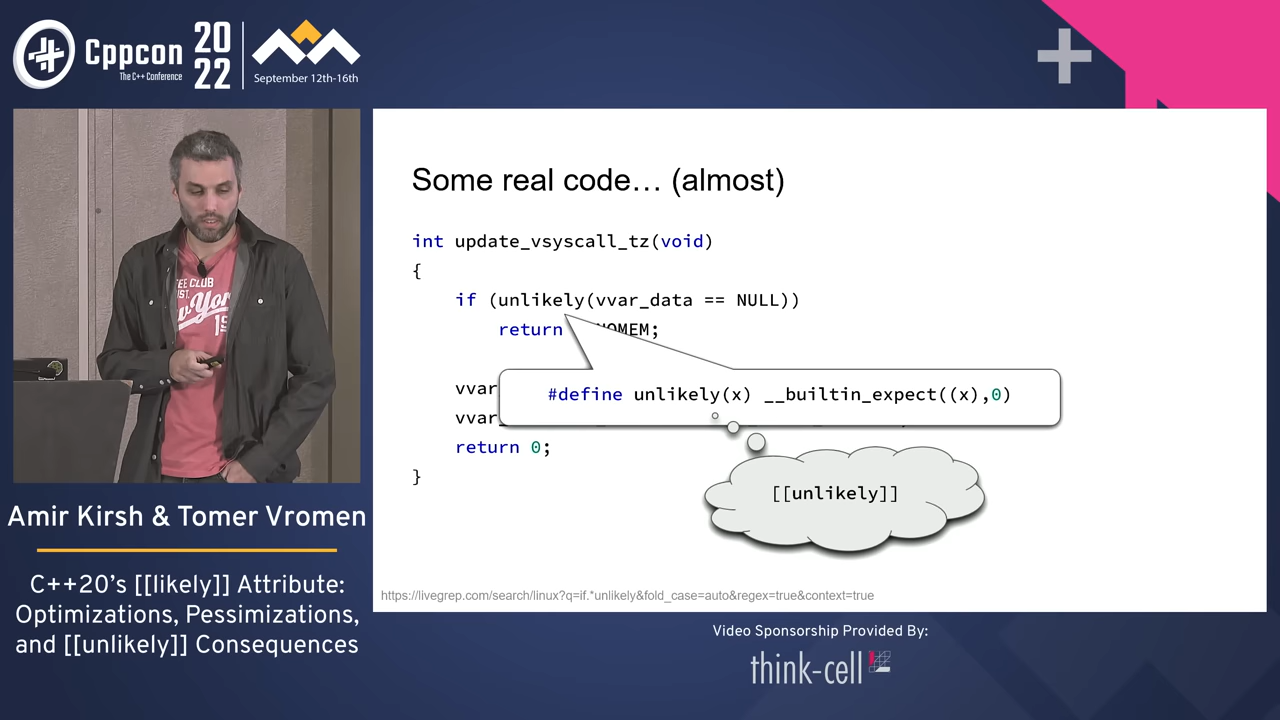 Cppcon
The C++ Conference
20
22
September 12th-16th
Some real code… (almost)
int update_vsyscall_tz(void)
{
if (unlikely(vvar_data == NULL))
return NOMEM;
#define unlikely(x) __builtin_expect((x),0)
vvar
vvar_
return 0;
}
[[unlikely]]
https://livegrep.com/search/linux?q=if.*unlikely&fold_case=auto&regex=true&context=true
Amir Kirsh & Tomer Vromen
C++20’s [[likely]] Attribute:
Optimizations, Pessimizations,
and [[unlikely]] Consequences
Video Sponsorship Provided By:
think-cell